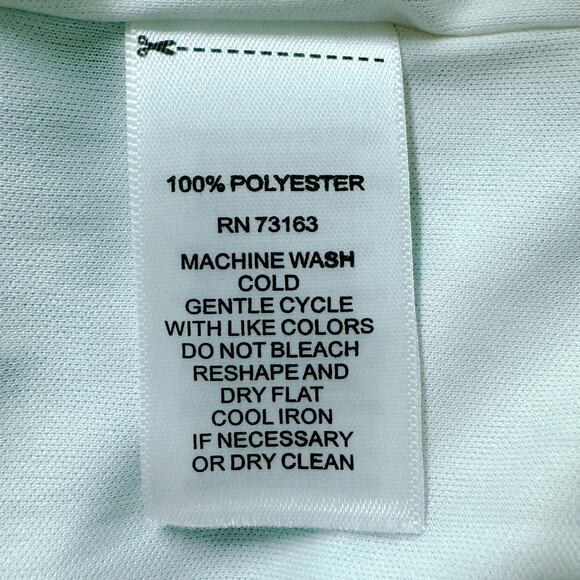 100% POLYESTER
RN 73163
MACHINE WASH
COLD
GENTLE CYCLE
WITH LIKE COLORS
DO NOT BLEACH
RESHAPE AND
DRY FLAT
COOL IRON
IF NECESSARY
OR DRY CLEAN